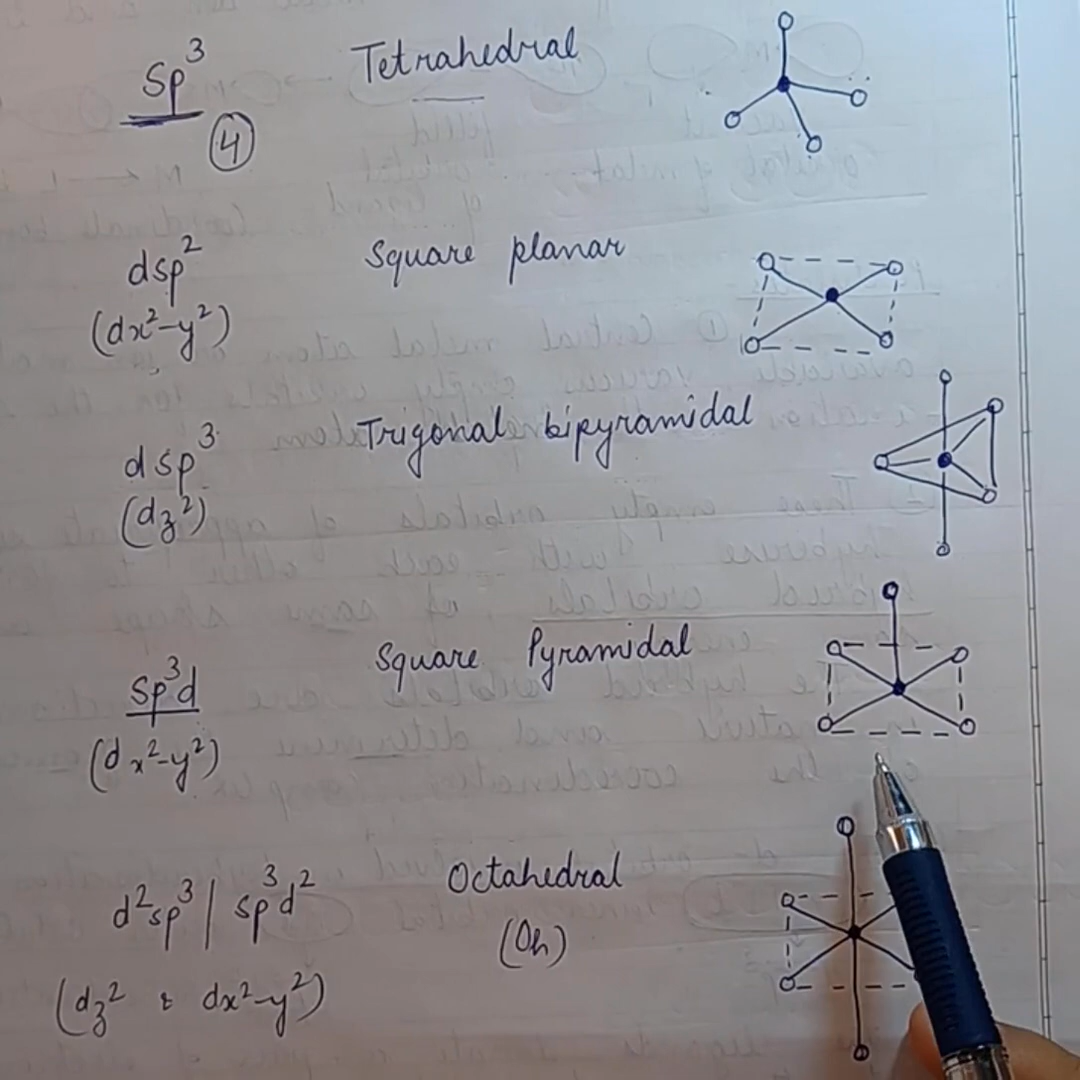 Sp³ Tetrahedral
④
dsp² Square planar
(dx²-y²)
dsp³ Trigonal bipyramidal
(dz²)
sp³d Square Pyramidal
(dx²-y²)
d²sp³ | sp³d² Octahedral
(Oh)
(dz² & dx²-y²)